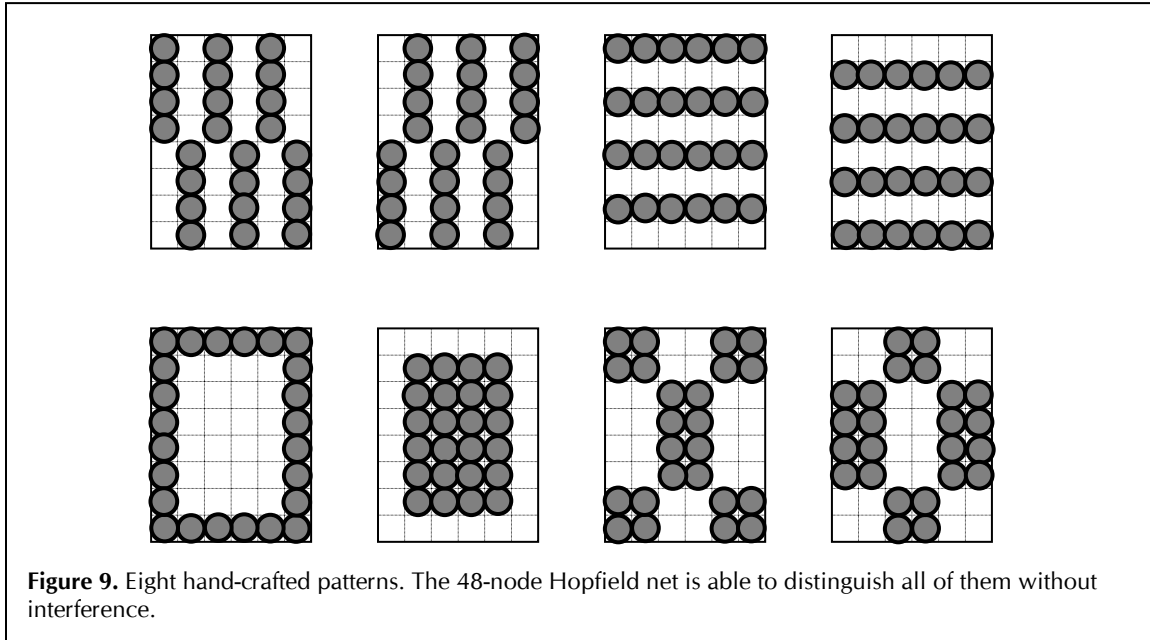 Figure 9. Eight hand-crafted patterns. The 48-node Hopfield net is able to distinguish all of them without
interference.